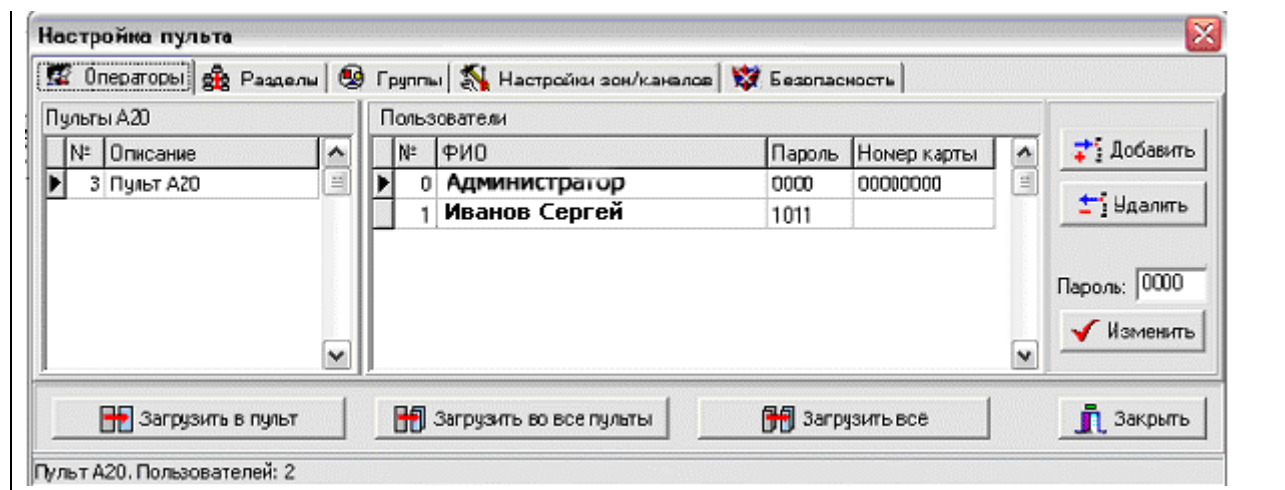 Настройка пульта
Операторы Разделы Группы Настройки зон/каналов Безопасность
Пульты А20 Пользователи
№ Описание № ФИО Пароль Номер карты Добавить
3 Пульт А20 0 Администратор 0000 00000000
1 Иванов Сергей 1011 Удалить
Пароль: 0000
Изменить
Загрузить в пульт Загрузить во все пульты Загрузить всё Закрыть
Пульт А20. Пользователей: 2